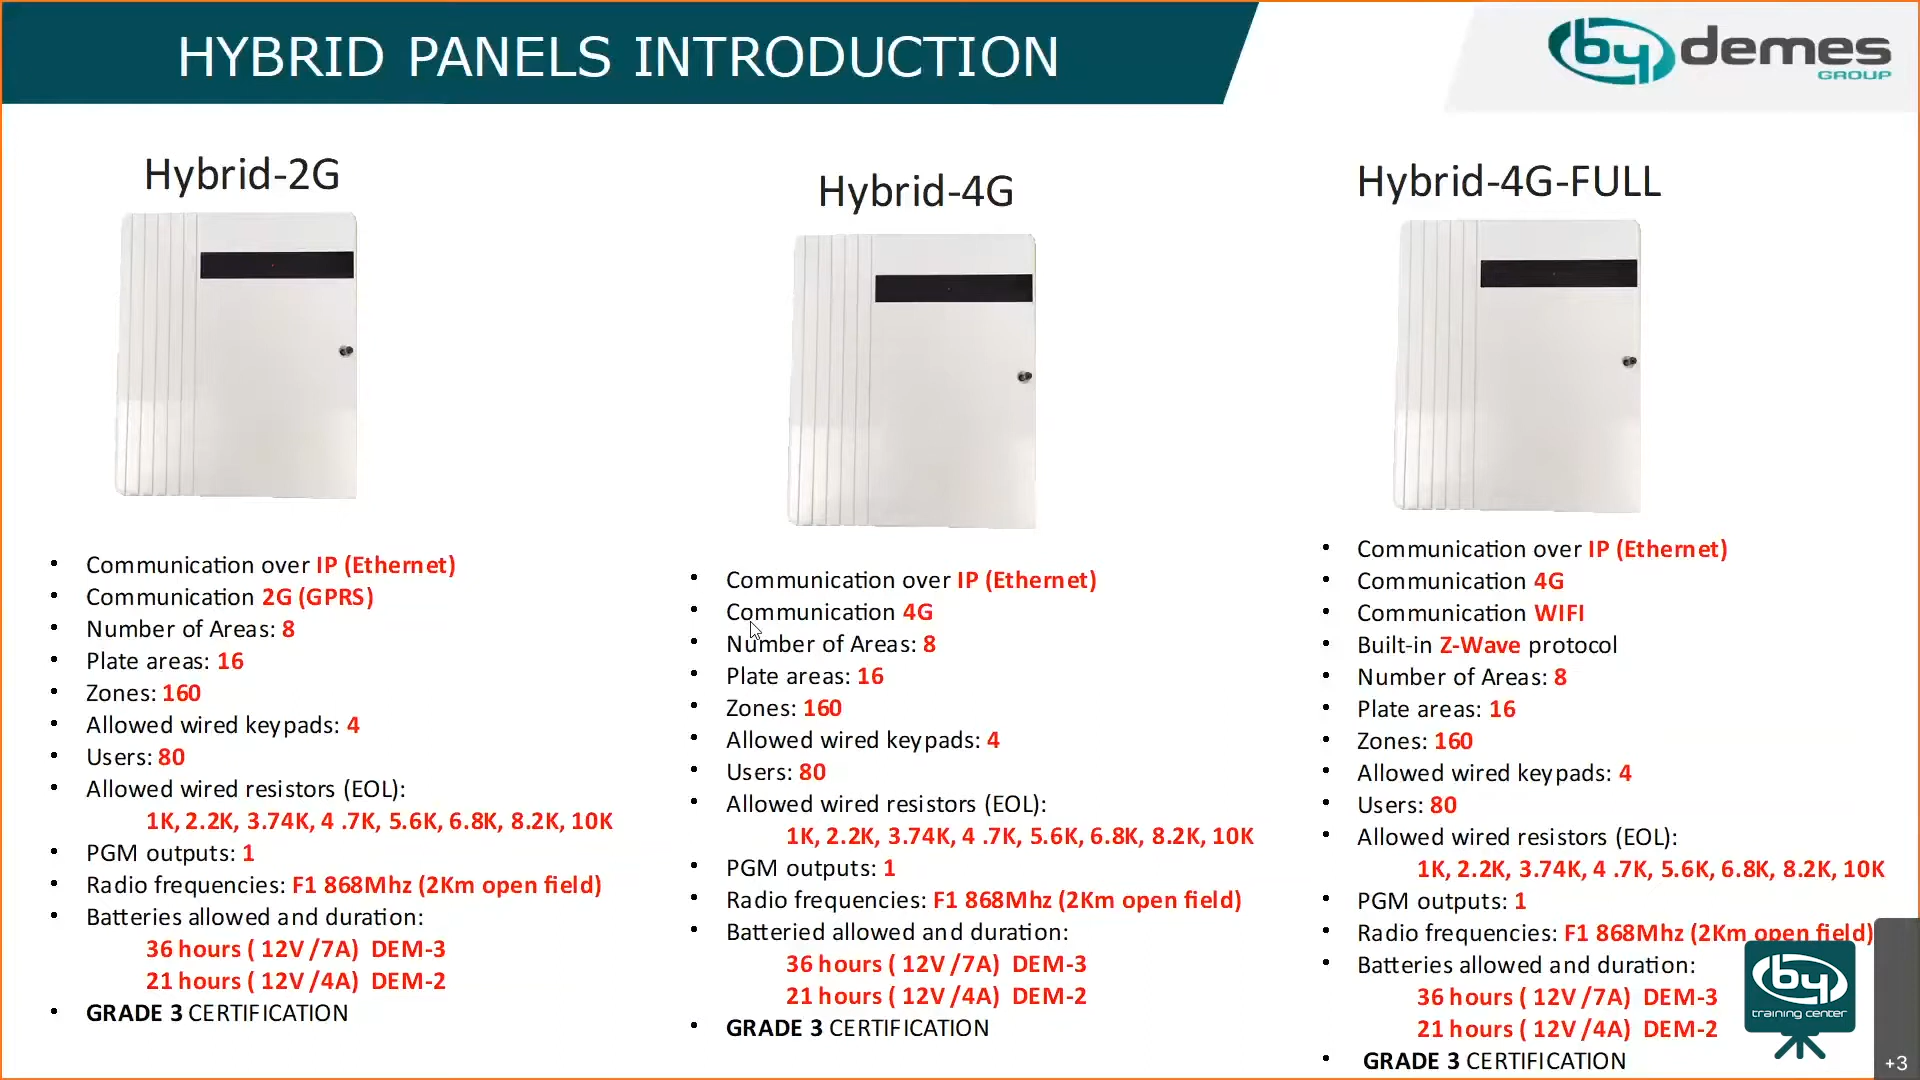 HYBRID PANELS INTRODUCTION
by demes
GROUP
Hybrid-2G
• Communication over IP (Ethernet)
• Communication 2G (GPRS)
• Number of Areas: 8
• Plate areas: 16
• Zones: 160
• Allowed wired keypads: 4
• Users: 80
• Allowed wired resistors (EOL):
1K, 2.2K, 3.74K, 4 .7K, 5.6K, 6.8K, 8.2K, 10K
• PGM outputs: 1
• Radio frequencies: F1 868Mhz (2Km open field)
• Batteries allowed and duration:
36 hours ( 12V /7A) DEM-3
21 hours ( 12V /4A) DEM-2
• GRADE 3 CERTIFICATION
Hybrid-4G
• Communication over IP (Ethernet)
• Communication 4G
• Number of Areas: 8
• Plate areas: 16
• Zones: 160
• Allowed wired keypads: 4
• Users: 80
• Allowed wired resistors (EOL):
1K, 2.2K, 3.74K, 4 .7K, 5.6K, 6.8K, 8.2K, 10K
• PGM outputs: 1
• Radio frequencies: F1 868Mhz (2Km open field)
• Batteried allowed and duration:
36 hours ( 12V /7A) DEM-3
21 hours ( 12V /4A) DEM-2
• GRADE 3 CERTIFICATION
Hybrid-4G-FULL
• Communication over IP (Ethernet)
• Communication 4G
• Communication WIFI
• Built-in Z-Wave protocol
• Number of Areas: 8
• Plate areas: 16
• Zones: 160
• Allowed wired keypads: 4
• Users: 80
• Allowed wired resistors (EOL):
1K, 2.2K, 3.74K, 4 .7K, 5.6K, 6.8K, 8.2K, 10K
• PGM outputs: 1
• Radio frequencies: F1 868Mhz (2Km open field)
• Batteries allowed and duration:
36 hours ( 12V /7A) DEM-3
21 hours ( 12V /4A) DEM-2
• GRADE 3 CERTIFICATION
by
training center
+3